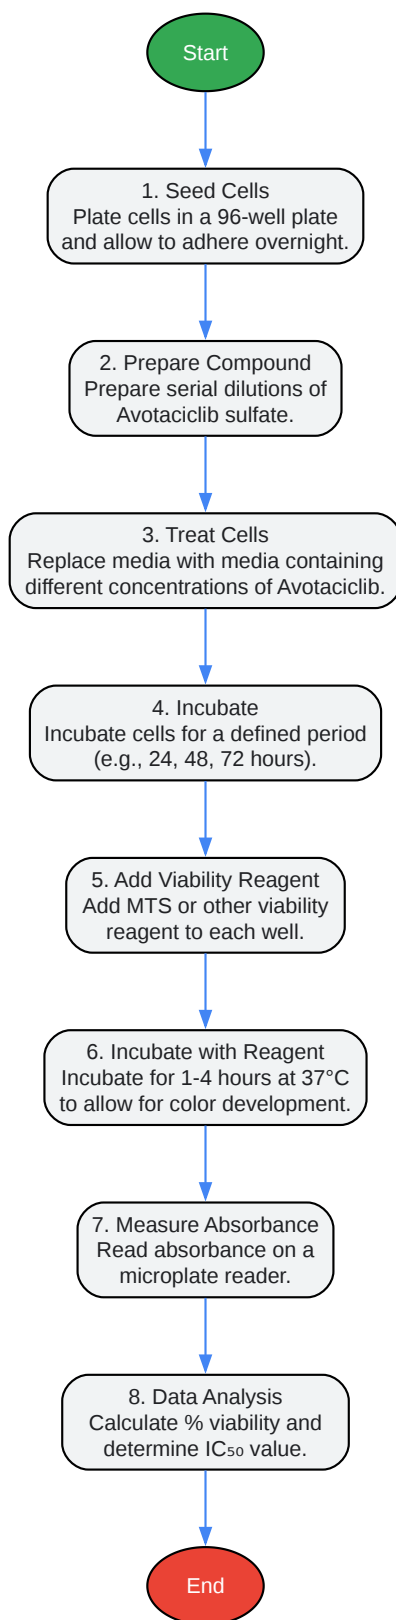 Start
1. Seed Cells
Plate cells in a 96-well plate
and allow to adhere overnight.
2. Prepare Compound
Prepare serial dilutions of
Avotaciclib sulfate.
3. Treat Cells
Replace media with media containing
different concentrations of Avotaciclib.
4. Incubate
Incubate cells for a defined period
(e.g., 24, 48, 72 hours).
5. Add Viability Reagent
Add MTS or other viability
reagent to each well.
6. Incubate with Reagent
Incubate for 1-4 hours at 37°C
to allow for color development.
7. Measure Absorbance
Read absorbance on a
microplate reader.
8. Data Analysis
Calculate % viability and
determine IC₅₀ value.
End